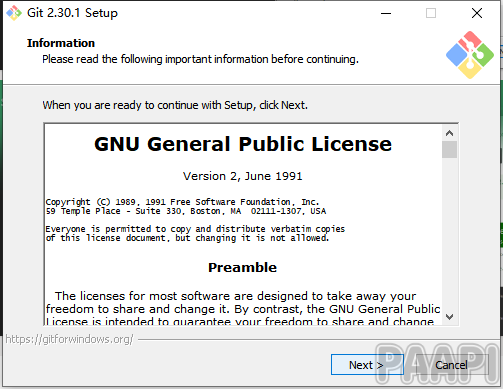 Git 2.30.1 Setup
Information
Please read the following important information before continuing.
When you are ready to continue with Setup, click Next.
GNU General Public License
Version 2, June 1991
Copyright (C) 1989, 1991 Free Software Foundation, Inc.
59 Temple Place - Suite 330, Boston, MA  02111-1307, USA
Everyone is permitted to copy and distribute verbatim copies
of this license document, but changing it is not allowed.
Preamble
The licenses for most software are designed to take away your
freedom to share and change it. By contrast, the GNU General Public
License is intended to guarantee your freedom to share and change
https://gitforwindows.org/
Next >
Cancel
PAAPI